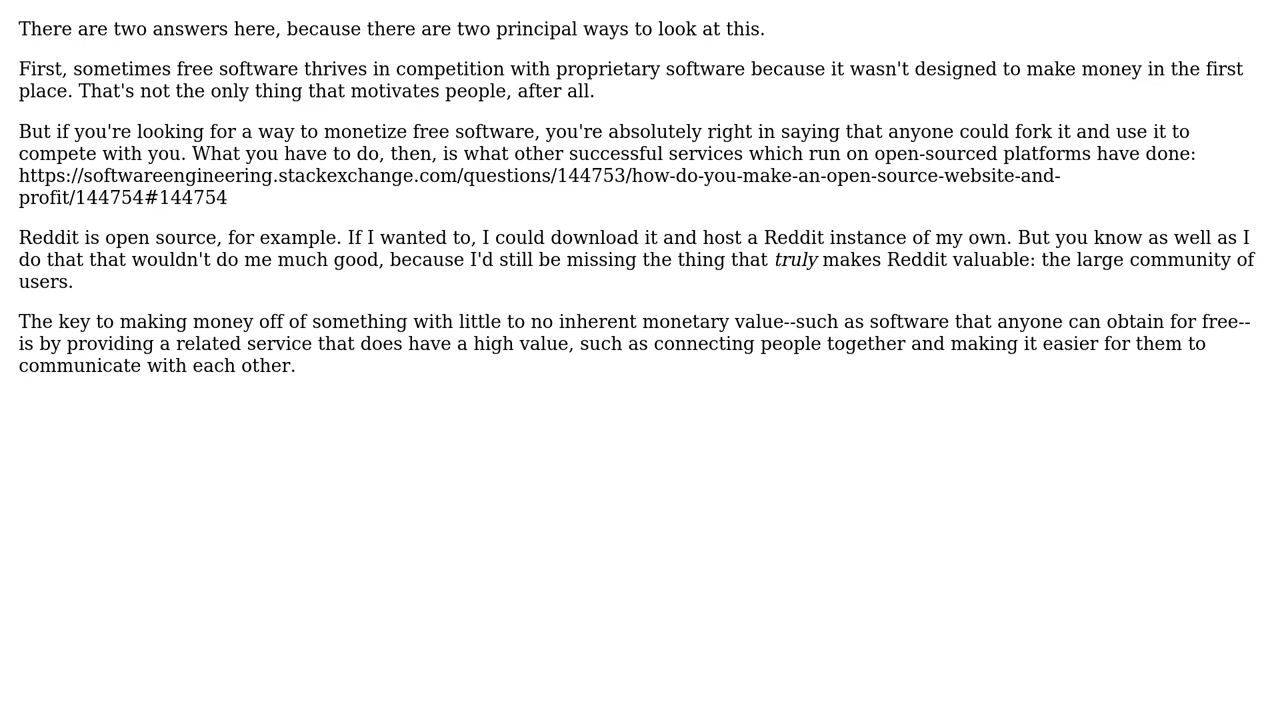 There are two answers here, because there are two principal ways to look at this.
First, sometimes free software thrives in competition with proprietary software because it wasn't designed to make money in the first
place. That's not the only thing that motivates people, after all.
But if you're looking for a way to monetize free software, you're absolutely right in saying that anyone could fork it and use it to
compete with you. What you have to do, then, is what other successful services which run on open-sourced platforms have done:
https://softwareengineering.stackexchange.com/questions/144753/how-do-you-make-an-open-source-website-and-
profit/144754#144754
Reddit is open source, for example. If I wanted to, I could download it and host a Reddit instance of my own. But you know as well as I
do that that wouldn't do me much good, because I'd still be missing the thing that truly makes Reddit valuable: the large community of
users.
The key to making money off of something with little to no inherent monetary value--such as software that anyone can obtain for free--
is by providing a related service that does have a high value, such as connecting people together and making it easier for them to
communicate with each other.